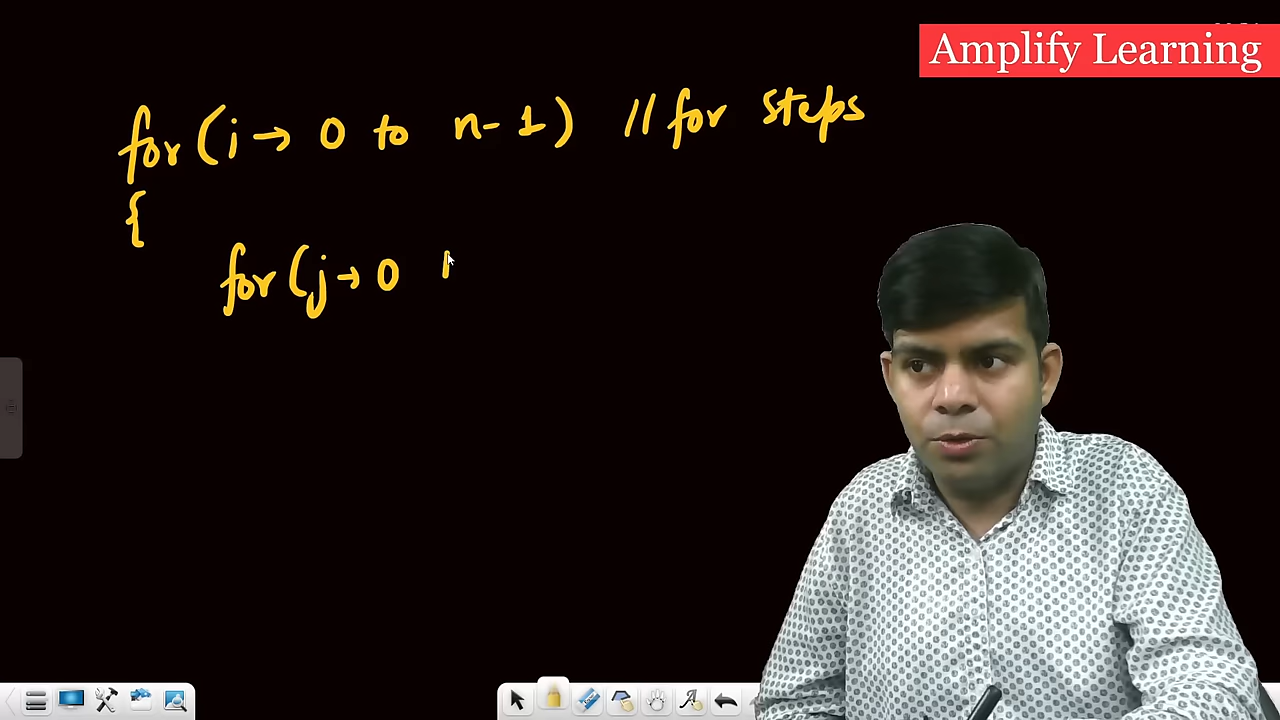 Amplify Learning
for (i → 0 to n-1) // for steps
{
for (j → 0